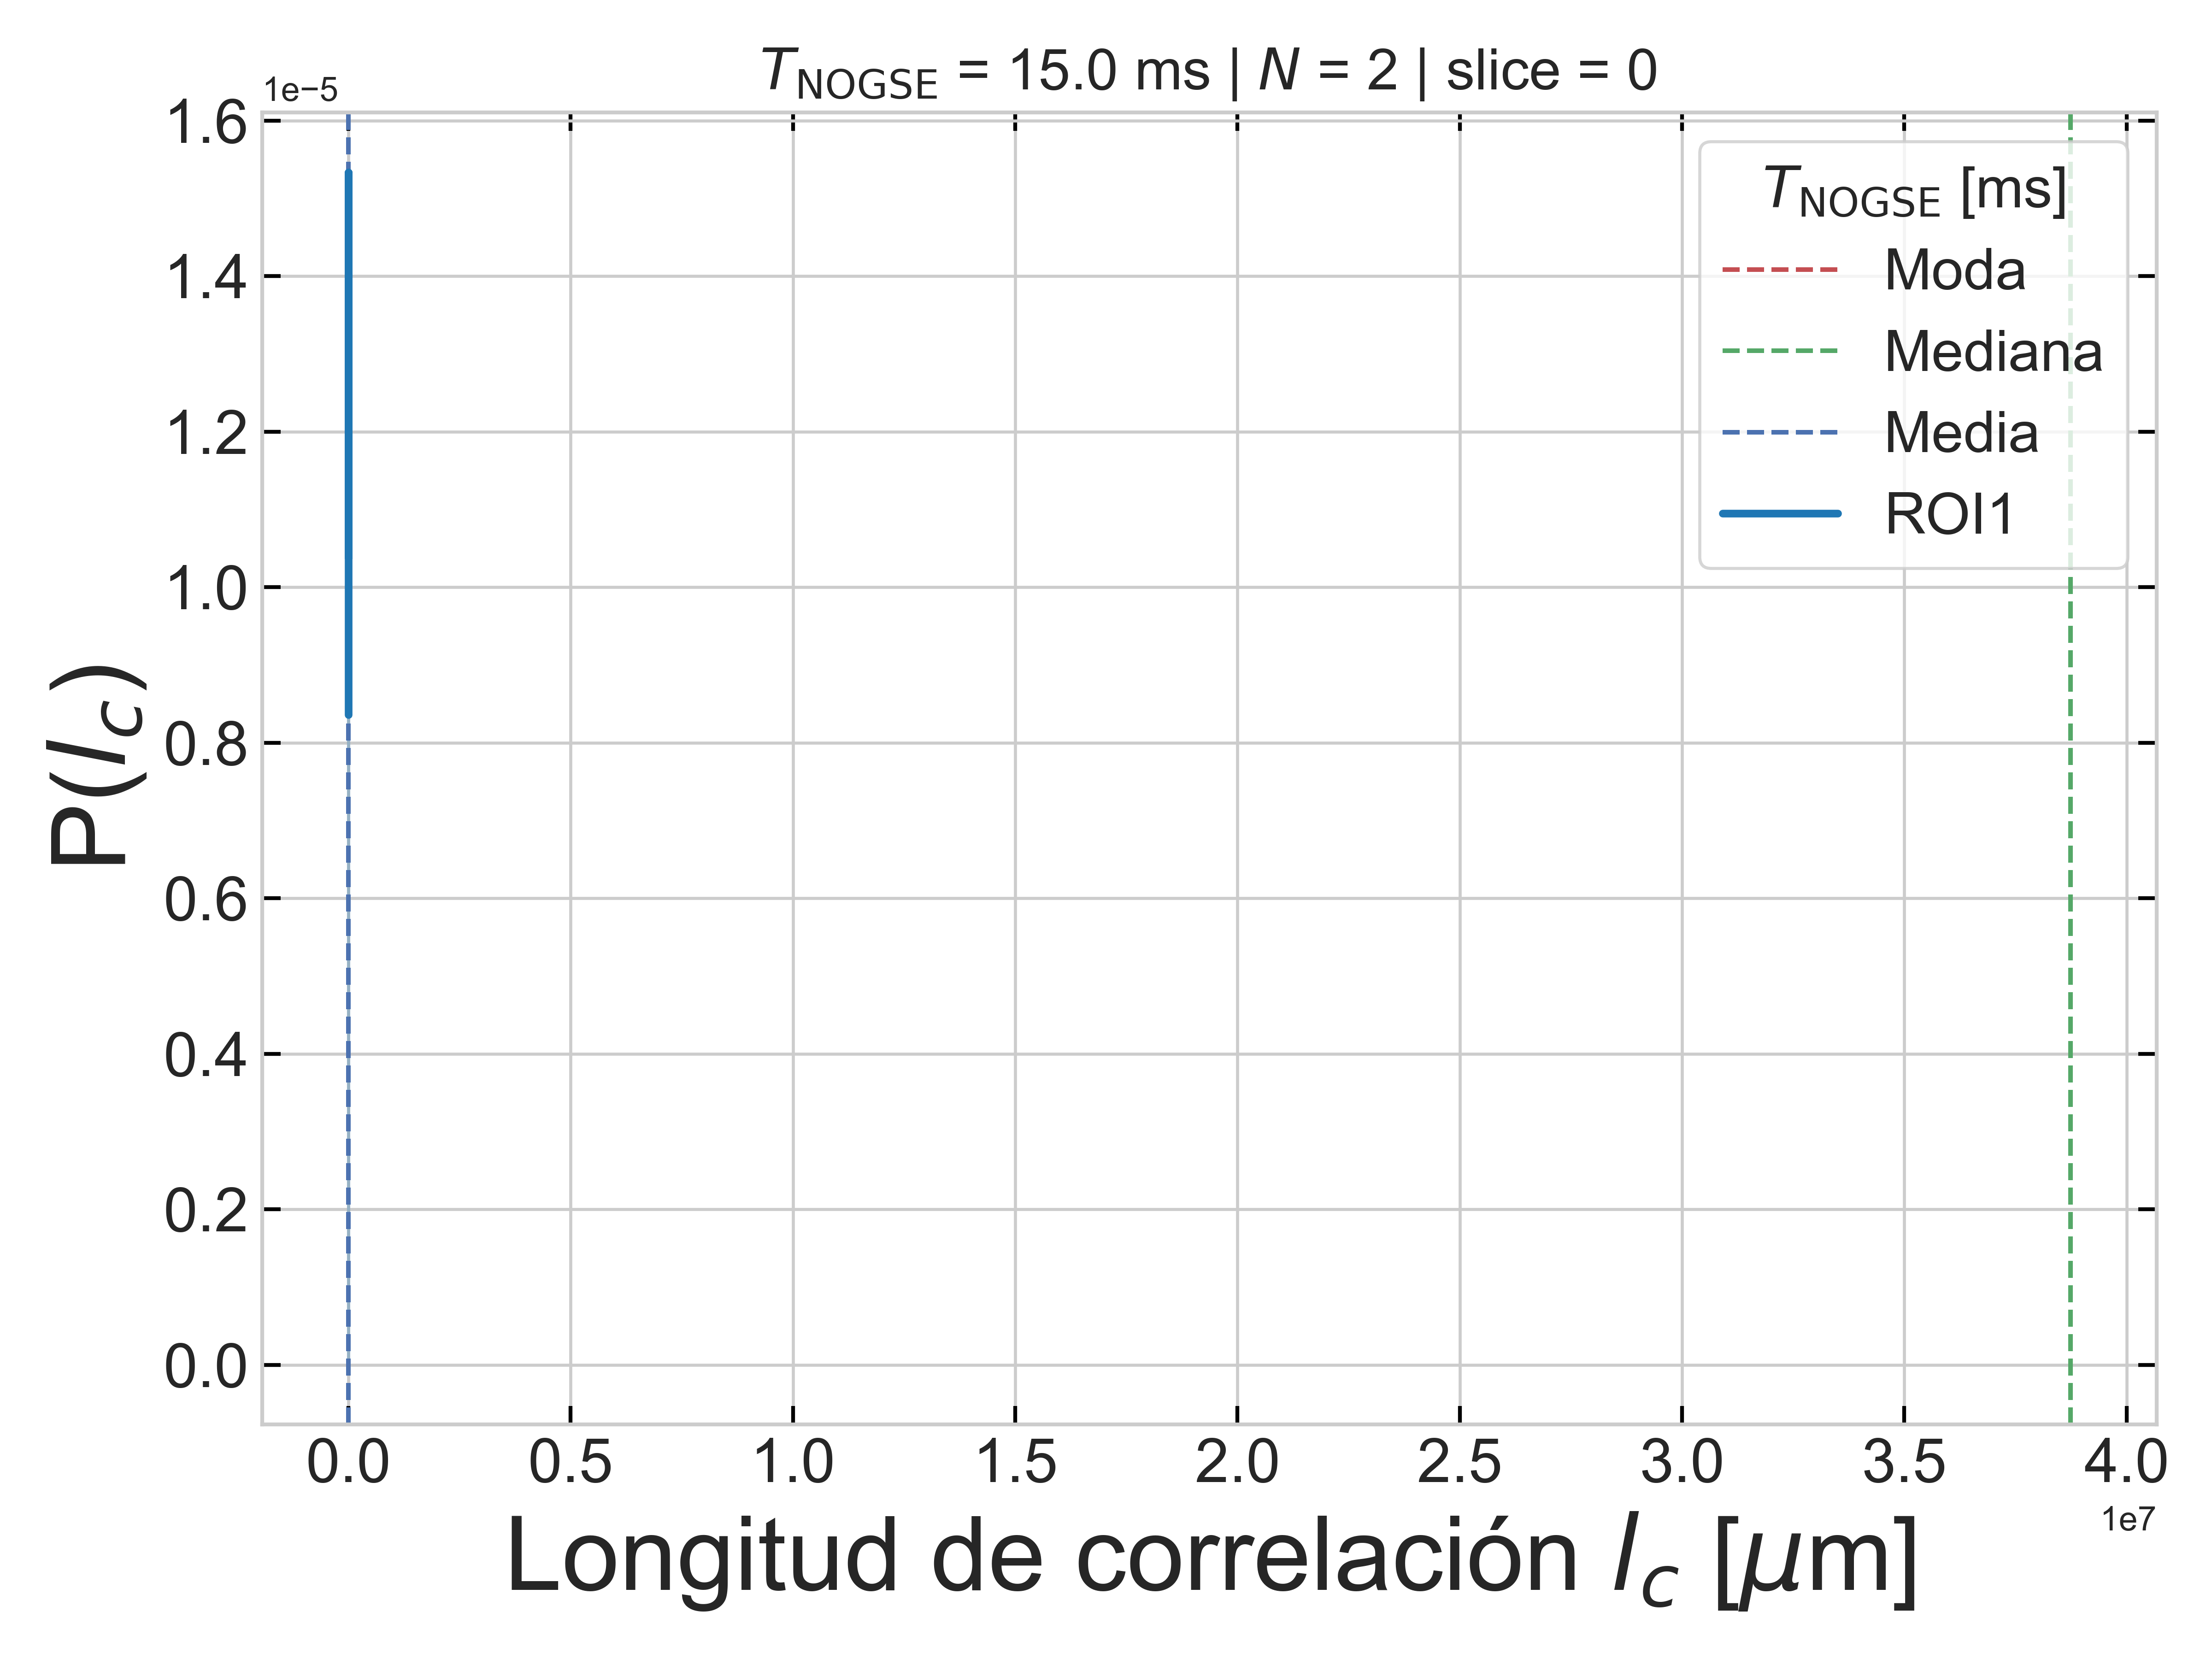 T_NOGSE = 15.0 ms | N = 2 | slice = 0
1e−5
1.6
1.4
1.2
1.0
0.8
0.6
0.4
0.2
0.0
P(l_c)
T_NOGSE [ms]
Moda
Mediana
Media
ROI1
0.0 0.5 1.0 1.5 2.0 2.5 3.0 3.5 4.0
1e7
Longitud de correlación l_c [μm]